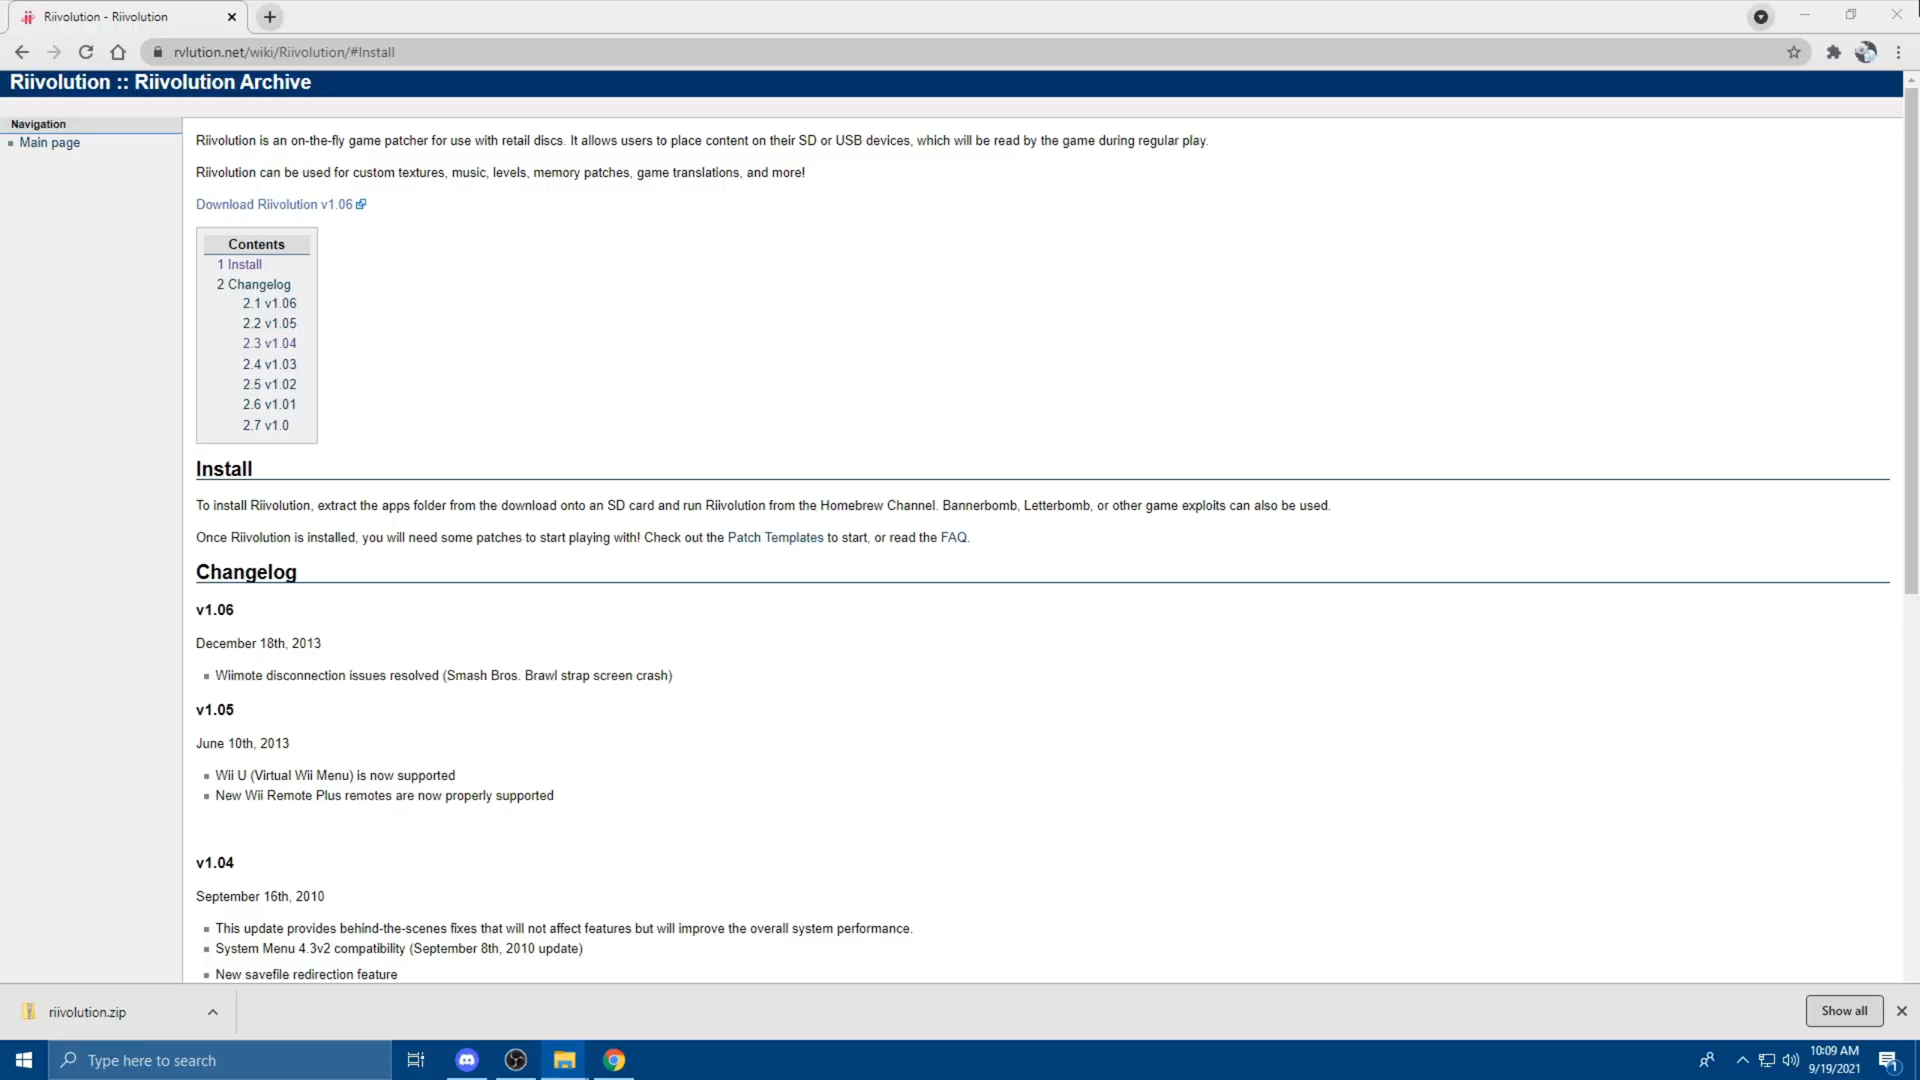 Riivolution - Riivolution
rvlution.net/wiki/Riivolution/#Install
Riivolution :: Riivolution Archive
Navigation
Main page
Riivolution is an on-the-fly game patcher for use with retail discs. It allows users to place content on their SD or USB devices, which will be read by the game during regular play.
Riivolution can be used for custom textures, music, levels, memory patches, game translations, and more!
Download Riivolution v1.06
Contents
1 Install
2 Changelog
2.1 v1.06
2.2 v1.05
2.3 v1.04
2.4 v1.03
2.5 v1.02
2.6 v1.01
2.7 v1.0
Install
To install Riivolution, extract the apps folder from the download onto an SD card and run Riivolution from the Homebrew Channel. Bannerbomb, Letterbomb, or other game exploits can also be used.
Once Riivolution is installed, you will need some patches to start playing with! Check out the Patch Templates to start, or read the FAQ.
Changelog
v1.06
December 18th, 2013
Wiimote disconnection issues resolved (Smash Bros. Brawl strap screen crash)
v1.05
June 10th, 2013
Wii U (Virtual Wii Menu) is now supported
New Wii Remote Plus remotes are now properly supported
v1.04
September 16th, 2010
This update provides behind-the-scenes fixes that will not affect features but will improve the overall system performance.
System Menu 4.3v2 compatibility (September 8th, 2010 update)
New savefile redirection feature
riivolution.zip
Show all
Type here to search
10:09 AM
9/19/2021
1